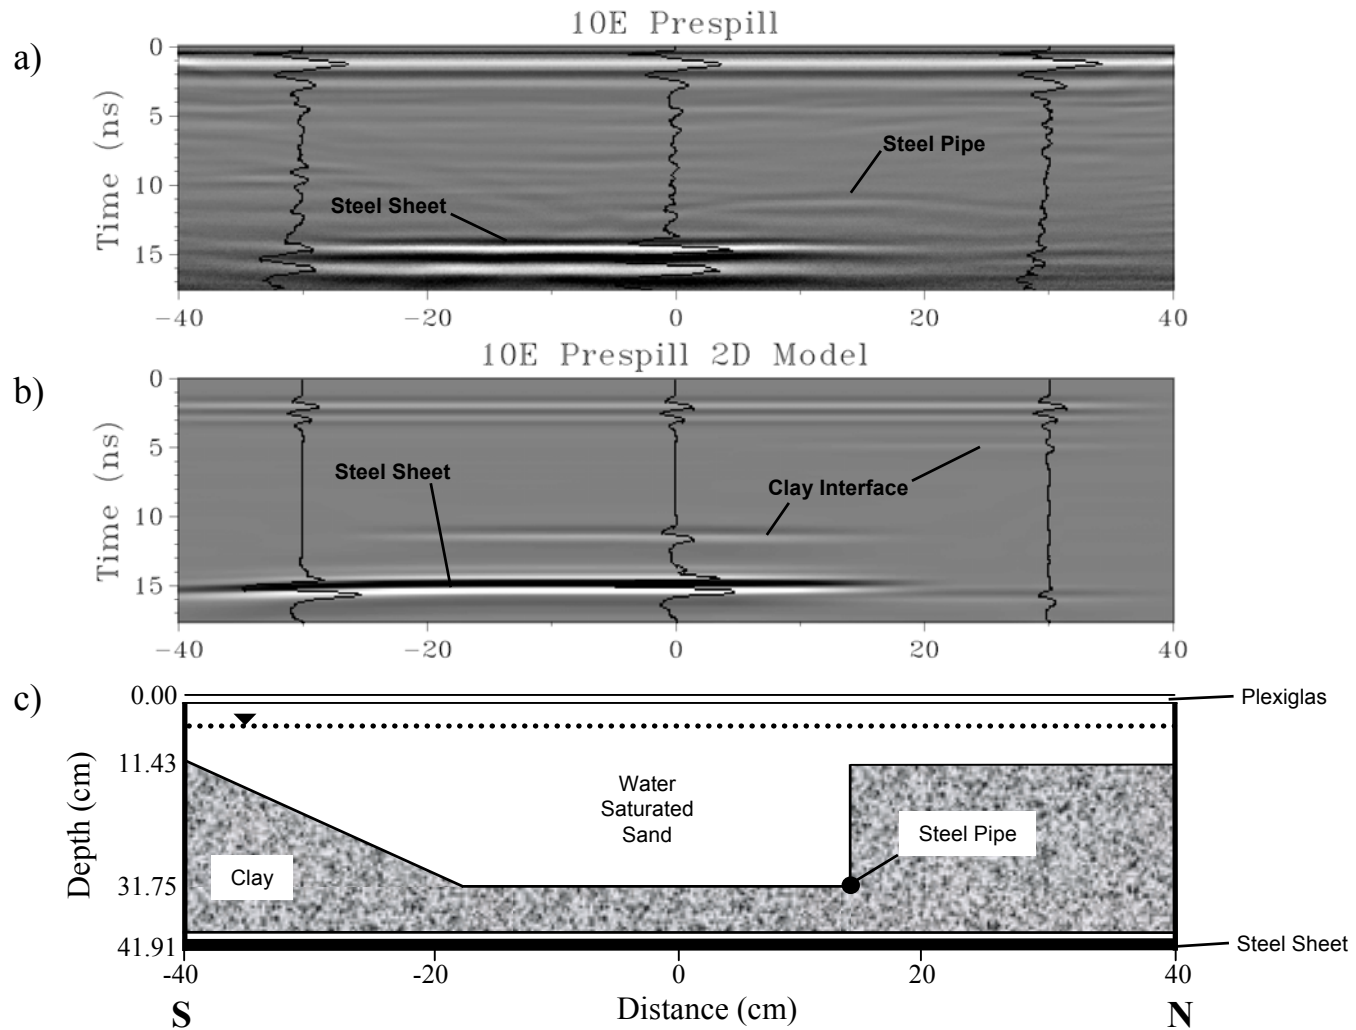 10E Prespill
a)
0
5
10
15
Time (ns)
Steel Pipe
Steel Sheet
-40
-20
0
20
40
10E Prespill 2D Model
b)
0
5
10
15
Time (ns)
Steel Sheet
Clay Interface
-40
-20
0
20
40
c)
0.00
11.43
31.75
41.91
Depth (cm)
Plexiglas
Water
Saturated
Sand
Steel Pipe
Clay
Steel Sheet
-40
-20
0
20
40
S
Distance (cm)
N